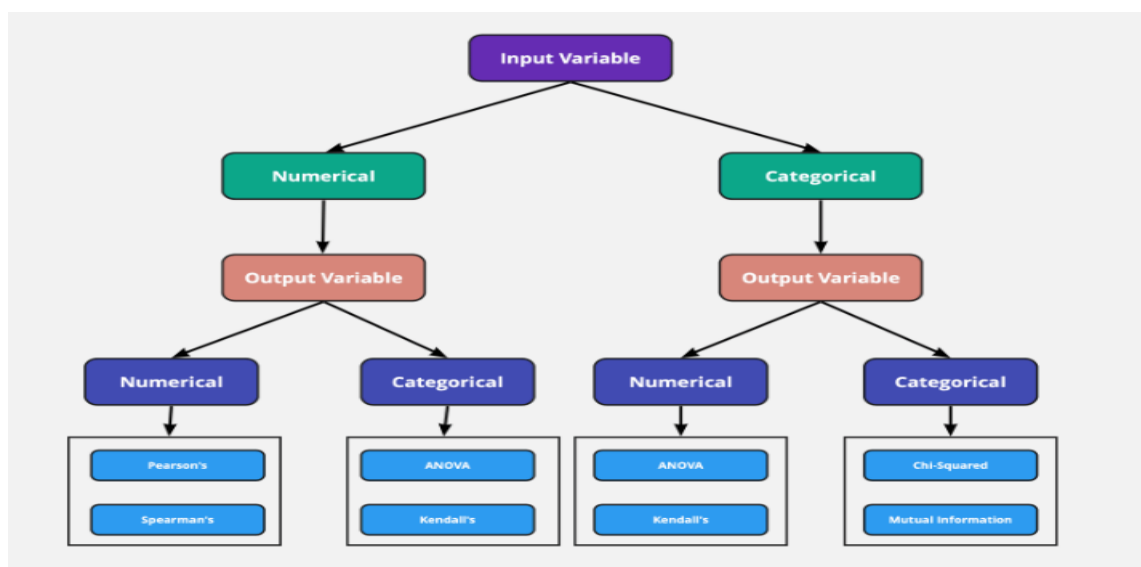 Input Variable
Numerical
Categorical
Output Variable
Output Variable
Numerical
Categorical
Numerical
Categorical
Pearson's
ANOVA
ANOVA
Chi-Squared
Spearman's
Kendall's
Kendall's
Mutual Information